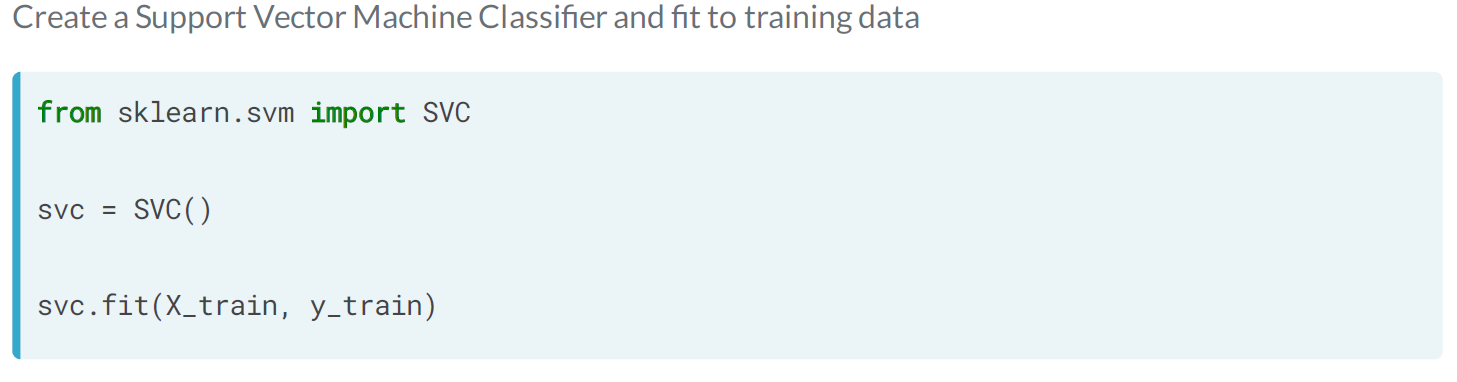 Create a Support Vector Machine Classifier and fit to training data
from sklearn.svm import SVC
svc = SVC()
svc.fit(X_train, y_train)